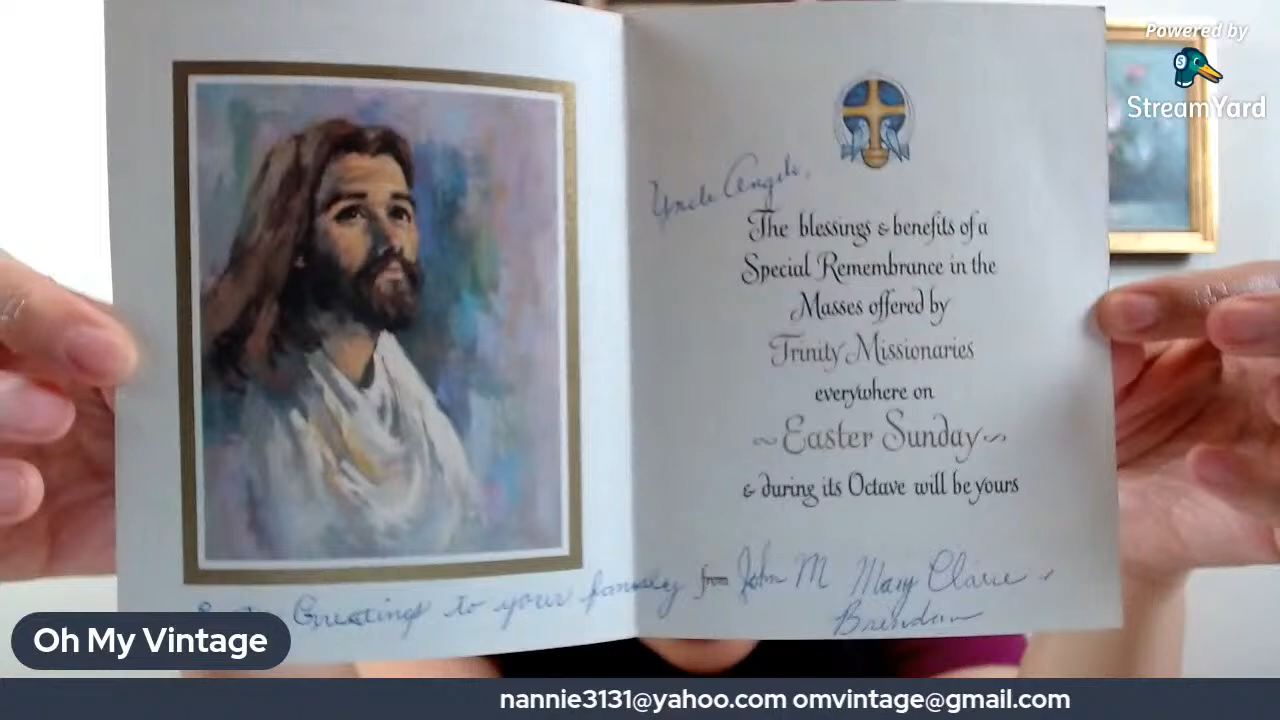 Powered by
StreamYard
Uncle Angelo,
The blessings & benefits of a
Special Remembrance in the
Masses offered by
Trinity Missionaries
everywhere on
~Easter Sunday~
& during its Octave will be yours
Greetings to your family from John M Mary Claire
Brendan
Oh My Vintage
nannie3131@yahoo.com omvintage@gmail.com